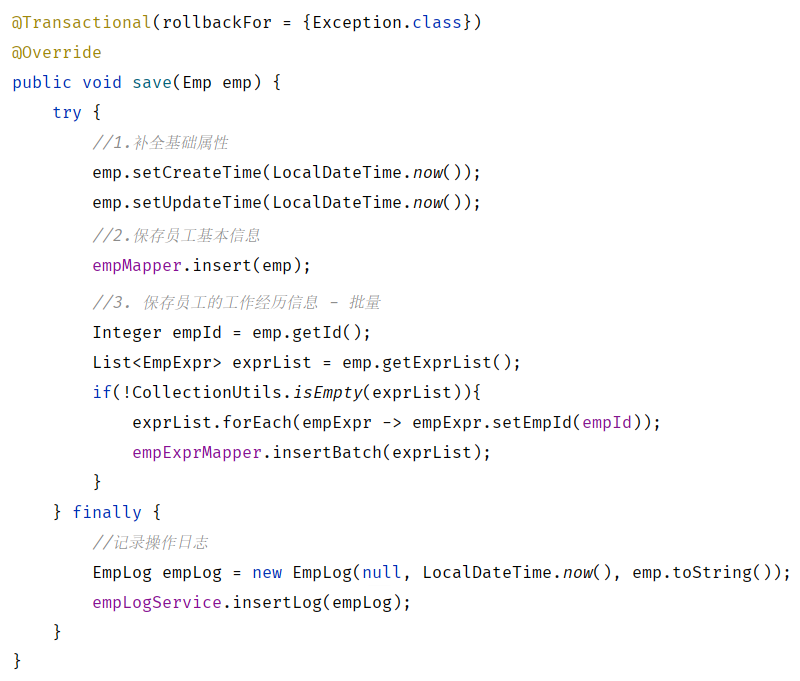 @Transactional(rollbackFor = {Exception.class})
@Override
public void save(Emp emp) {
    try {
        //1.补全基础属性
        emp.setCreateTime(LocalDateTime.now());
        emp.setUpdateTime(LocalDateTime.now());
        //2.保存员工基本信息
        empMapper.insert(emp);
        //3. 保存员工的工作经历信息 - 批量
        Integer empId = emp.getId();
        List<EmpExpr> exprList = emp.getExprList();
        if(!CollectionUtils.isEmpty(exprList)){
            exprList.forEach(empExpr -> empExpr.setEmpId(empId));
            empExprMapper.insertBatch(exprList);
        }
    } finally {
        //记录操作日志
        EmpLog empLog = new EmpLog(null, LocalDateTime.now(), emp.toString());
        empLogService.insertLog(empLog);
    }
}